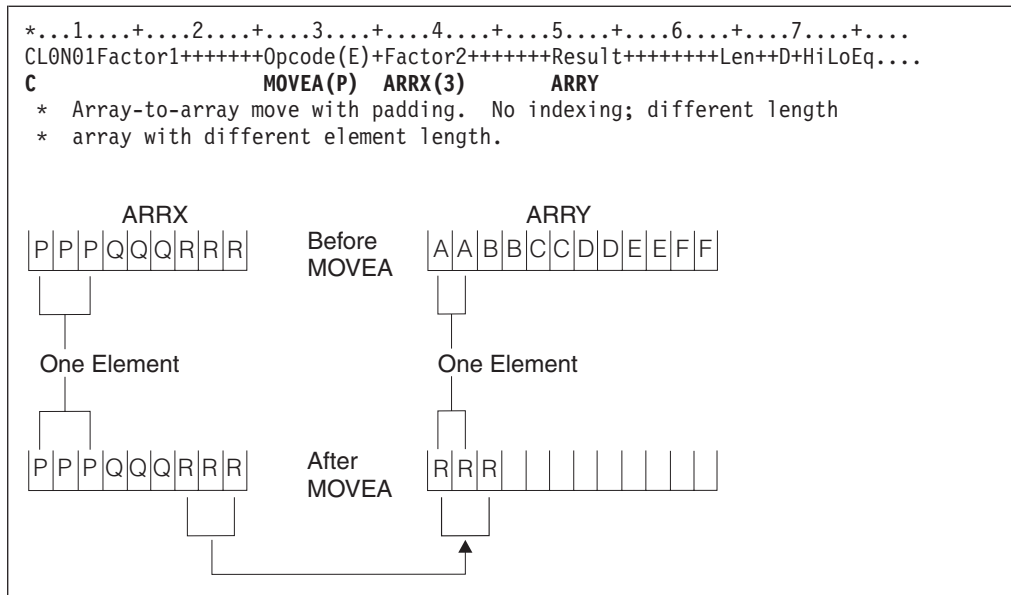 *...1....+....2....+....3....+....4....+....5....+....6....+....7....+....
CL0N01Factor1+++++++Opcode(E)+Factor2+++++++Result++++++++Len++D+HiLoEq....
C                   MOVEA(P)  ARRX(3)       ARRY
 *  Array-to-array move with padding.  No indexing; different length
 *  array with different element length.
ARRX ARRY
P P P Q Q Q R R R Before A A B B C C D D E E F F
MOVEA
One Element One Element
P P P Q Q Q R R R After R R R
MOVEA